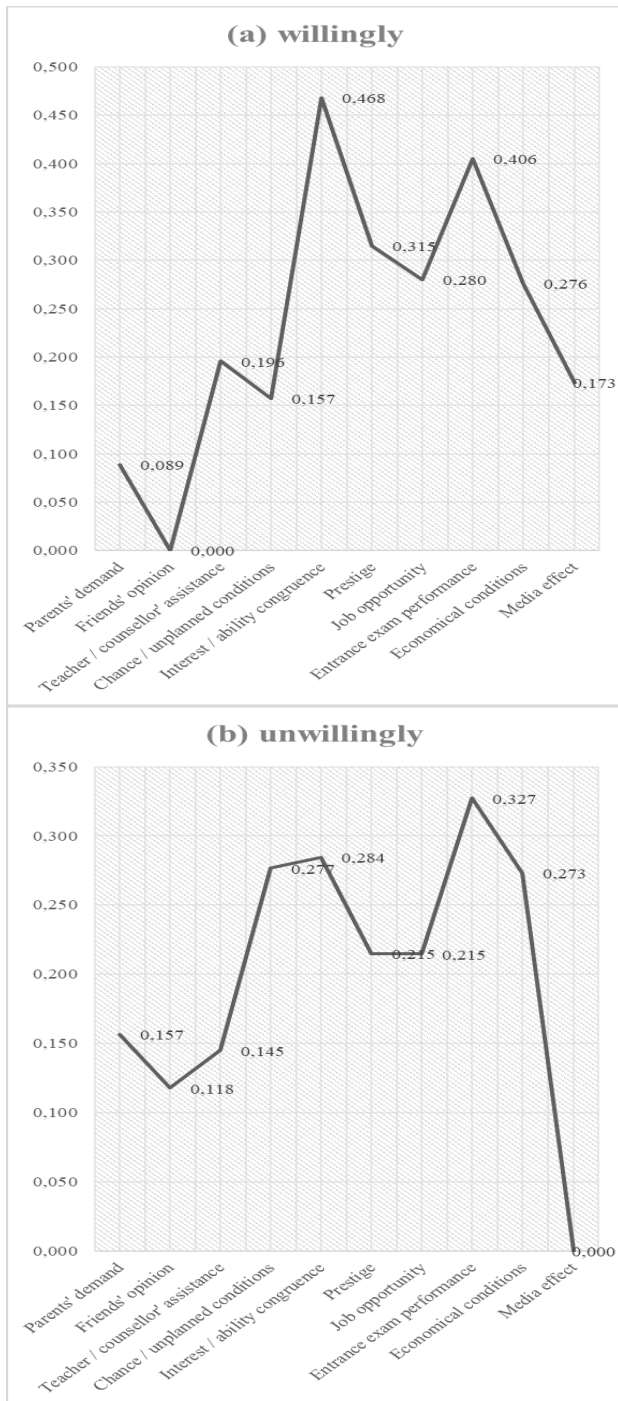 (a) willingly
0,500
0,450
0,468
0,400
0,406
0,350
0,300
0,315
0,250
0,280
0,276
0,200
0,196
0,150
0,157
0,173
0,100
0,089
0,050
0,000
0,000
Parents' demand
Friends' opinion
Teacher / counsellor' assistance
Chance / unplanned conditions
Interest / ability congruence
Prestige
Job opportunity
Entrance exam performance
Economical conditions
Media effect
(b) unwillingly
0,350
0,327
0,300
0,277
0,284
0,273
0,250
0,200
0,215
0,215
0,150
0,157
0,145
0,100
0,118
0,050
0,000
0,000
Parents' demand
Friends' opinion
Teacher / counsellor' assistance
Chance / unplanned conditions
Interest / ability congruence
Prestige
Job opportunity
Entrance exam performance
Economical conditions
Media effect